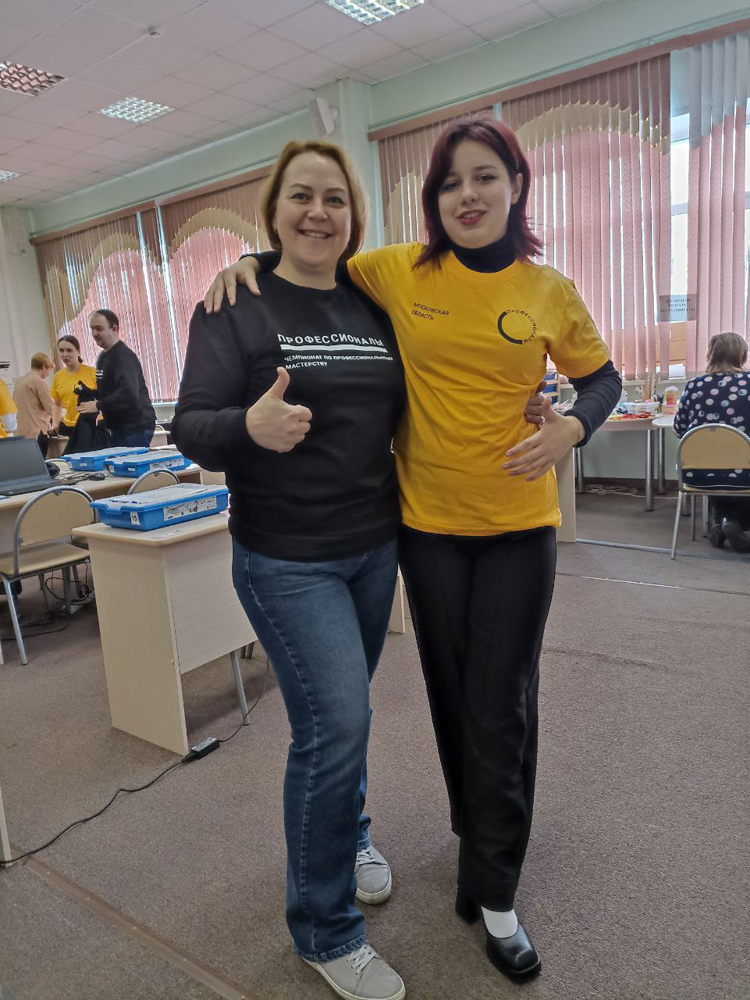 ПРОФЕССИОНАЛЫ
ЧЕМПИОНАТ ПО ПРОФЕССИОНАЛЬНОМУ
МАСТЕРСТВУ
МОСКОВСКАЯ
ОБЛАСТЬ
ПРОФЕССИОНАЛЫ
15